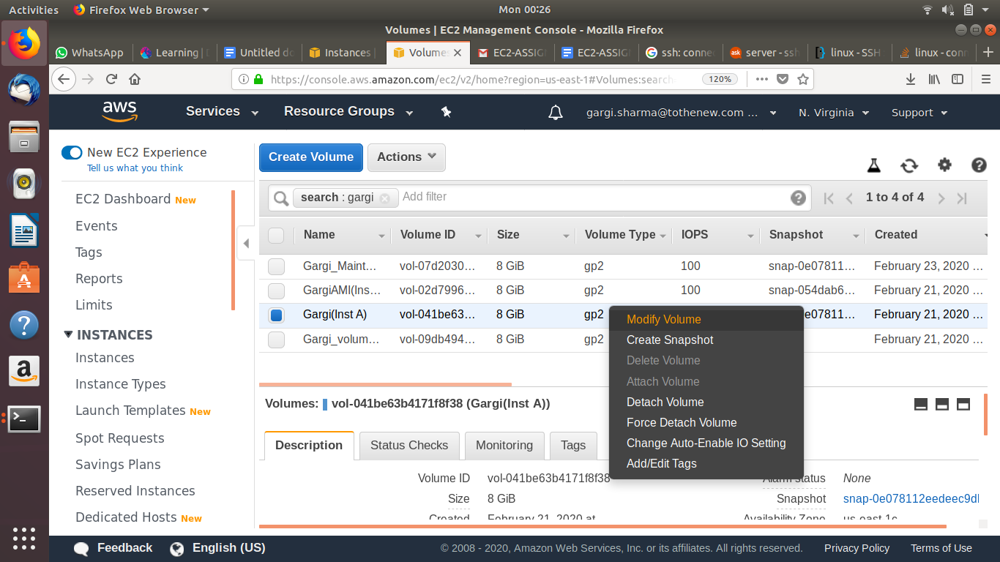 Activities Firefox Web Browser Mon 00:26
Volumes | EC2 Management Console - Mozilla Firefox
WhatsApp Learning | Untitled do Instances | Volumes EC2-ASSIG EC2-ASSIG ssh: conne server - ssh linux - SSH linux - conn
https://console.aws.amazon.com/ec2/v2/home?region=us-east-1#Volumes:search 120%
aws Services Resource Groups gargi.sharma@tothenew.com ... N. Virginia Support
New EC2 Experience
Tell us what you think
EC2 Dashboard New
Events
Tags
Reports
Limits
INSTANCES
Instances
Instance Types
Launch Templates New
Spot Requests
Savings Plans
Reserved Instances
Dedicated Hosts New
Create Volume Actions
search : gargi Add filter 1 to 4 of 4
Name Volume ID Size Volume Type IOPS Snapshot Created
Gargi_Maint... vol-07d2030... 8 GiB gp2 100 snap-0e07811... February 23, 2020 ...
GargiAMI(Ins... vol-02d7996... 8 GiB gp2 100 snap-054dab6... February 21, 2020 ...
Gargi(Inst A) vol-041be63... 8 GiB gp2 e07811... February 21, 2020 ...
Gargi_volum... vol-09db494... 8 GiB gp2 February 21, 2020 ...
Modify Volume
Create Snapshot
Delete Volume
Attach Volume
Detach Volume
Force Detach Volume
Change Auto-Enable IO Setting
Add/Edit Tags
Volumes: vol-041be63b4171f8f38 (Gargi(Inst A))
Description Status Checks Monitoring Tags
Volume ID vol-041be63b4171f8f38 Alarm status None
Size 8 GiB Snapshot snap-0e078112eedeec9dl
Created February 21, 2020 at Availability Zone us-east-1c
Feedback English (US) © 2008 - 2020, Amazon Web Services, Inc. or its affiliates. All rights reserved. Privacy Policy Terms of Use